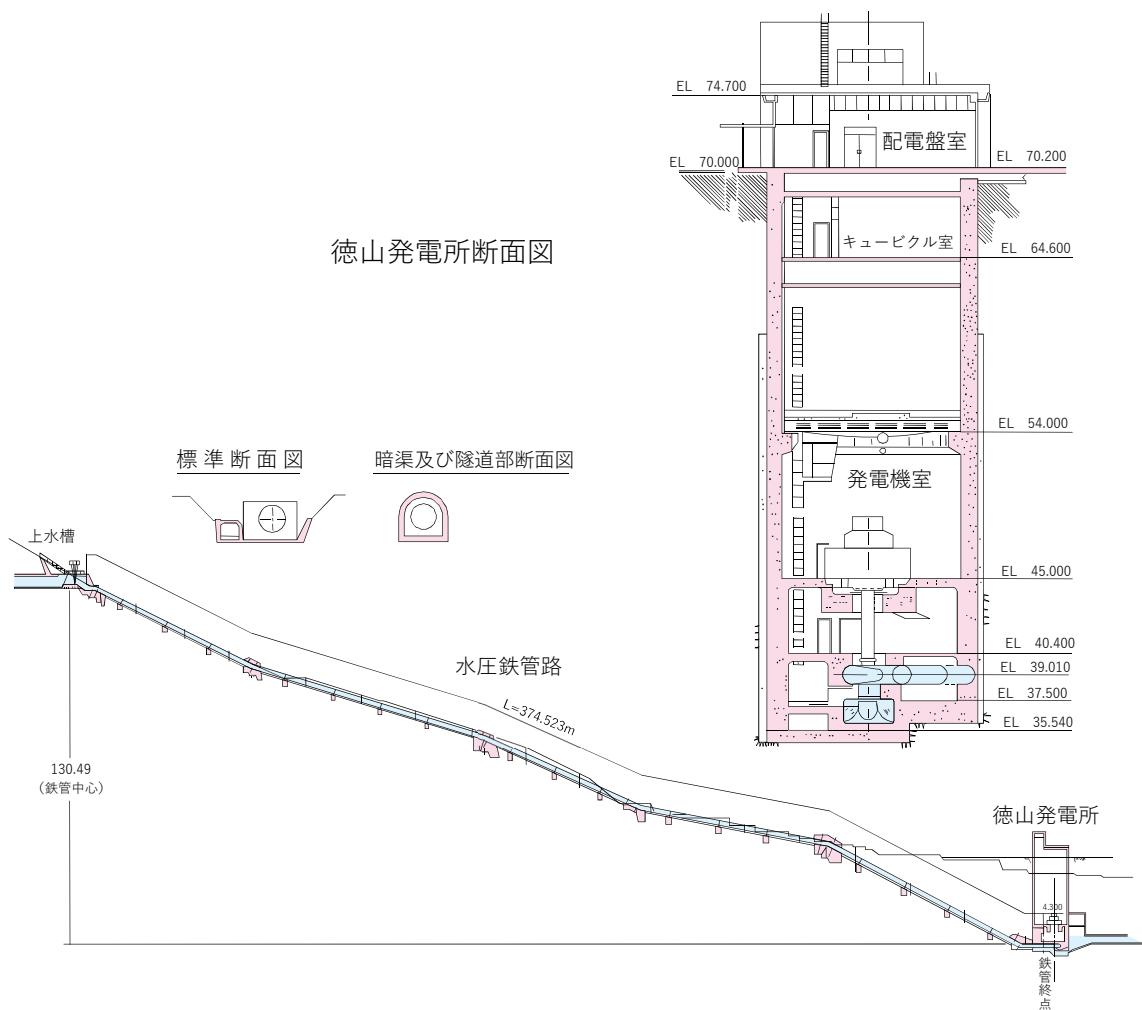 EL 74.700
配電盤室
EL 70.000
EL 70.200
徳山発電所断面図
キュービクル室
EL 64.600
EL 54.000
標準断面図
暗渠及び隧道部断面図
発電機室
上水槽
EL 45.000
EL 40.400
水圧鉄管路
EL 39.010
EL 37.500
L=374.523m
EL 35.540
130.49
(鉄管中心)
徳山発電所
4.300
鉄管終点